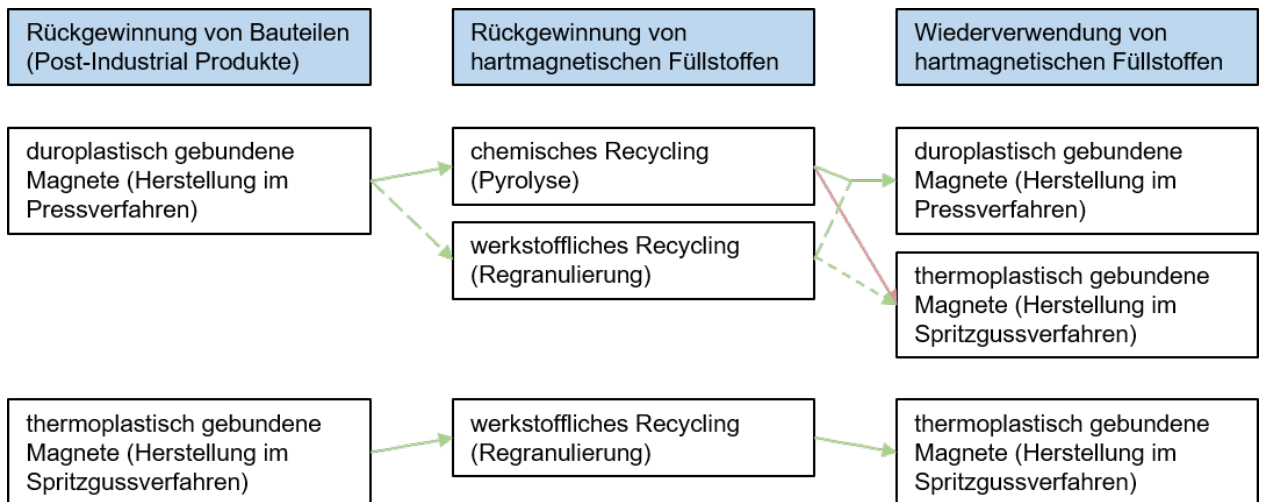 Rückgewinnung von Bauteilen
(Post-Industrial Produkte)
Rückgewinnung von
hartmagnetischen Füllstoffen
Wiederverwendung von
hartmagnetischen Füllstoffen
duroplastisch gebundene
Magnete (Herstellung im
Pressverfahren)
chemisches Recycling
(Pyrolyse)
werkstoffliches Recycling
(Regranulierung)
duroplastisch gebundene
Magnete (Herstellung im
Pressverfahren)
thermoplastisch gebundene
Magnete (Herstellung im
Spritzgussverfahren)
thermoplastisch gebundene
Magnete (Herstellung im
Spritzgussverfahren)
werkstoffliches Recycling
(Regranulierung)
thermoplastisch gebundene
Magnete (Herstellung im
Spritzgussverfahren)